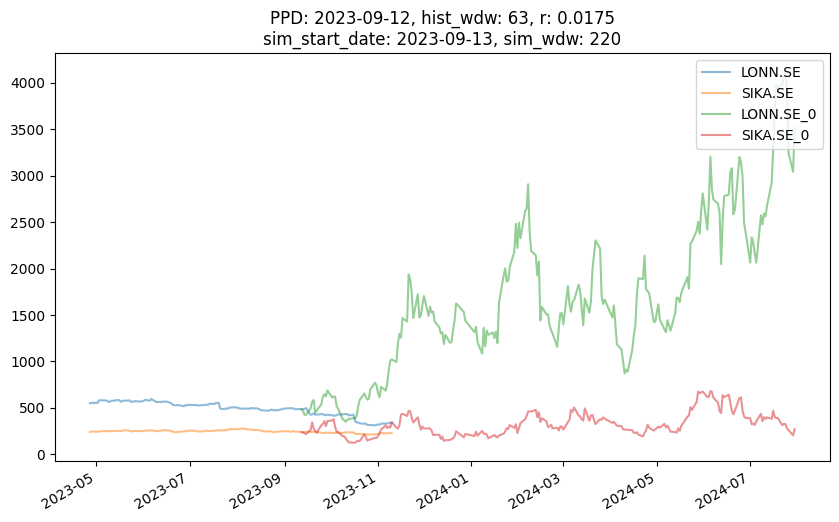 PPD: 2023-09-12, hist_wdw: 63, r: 0.0175
sim_start_date: 2023-09-13, sim_wdw: 220
4000
3500
3000
2500
2000
1500
1000
500
0
LONN.SE
SIKA.SE
LONN.SE_0
SIKA.SE_0
2023-05
2023-07
2023-09
2023-11
2024-01
2024-03
2024-05
2024-07